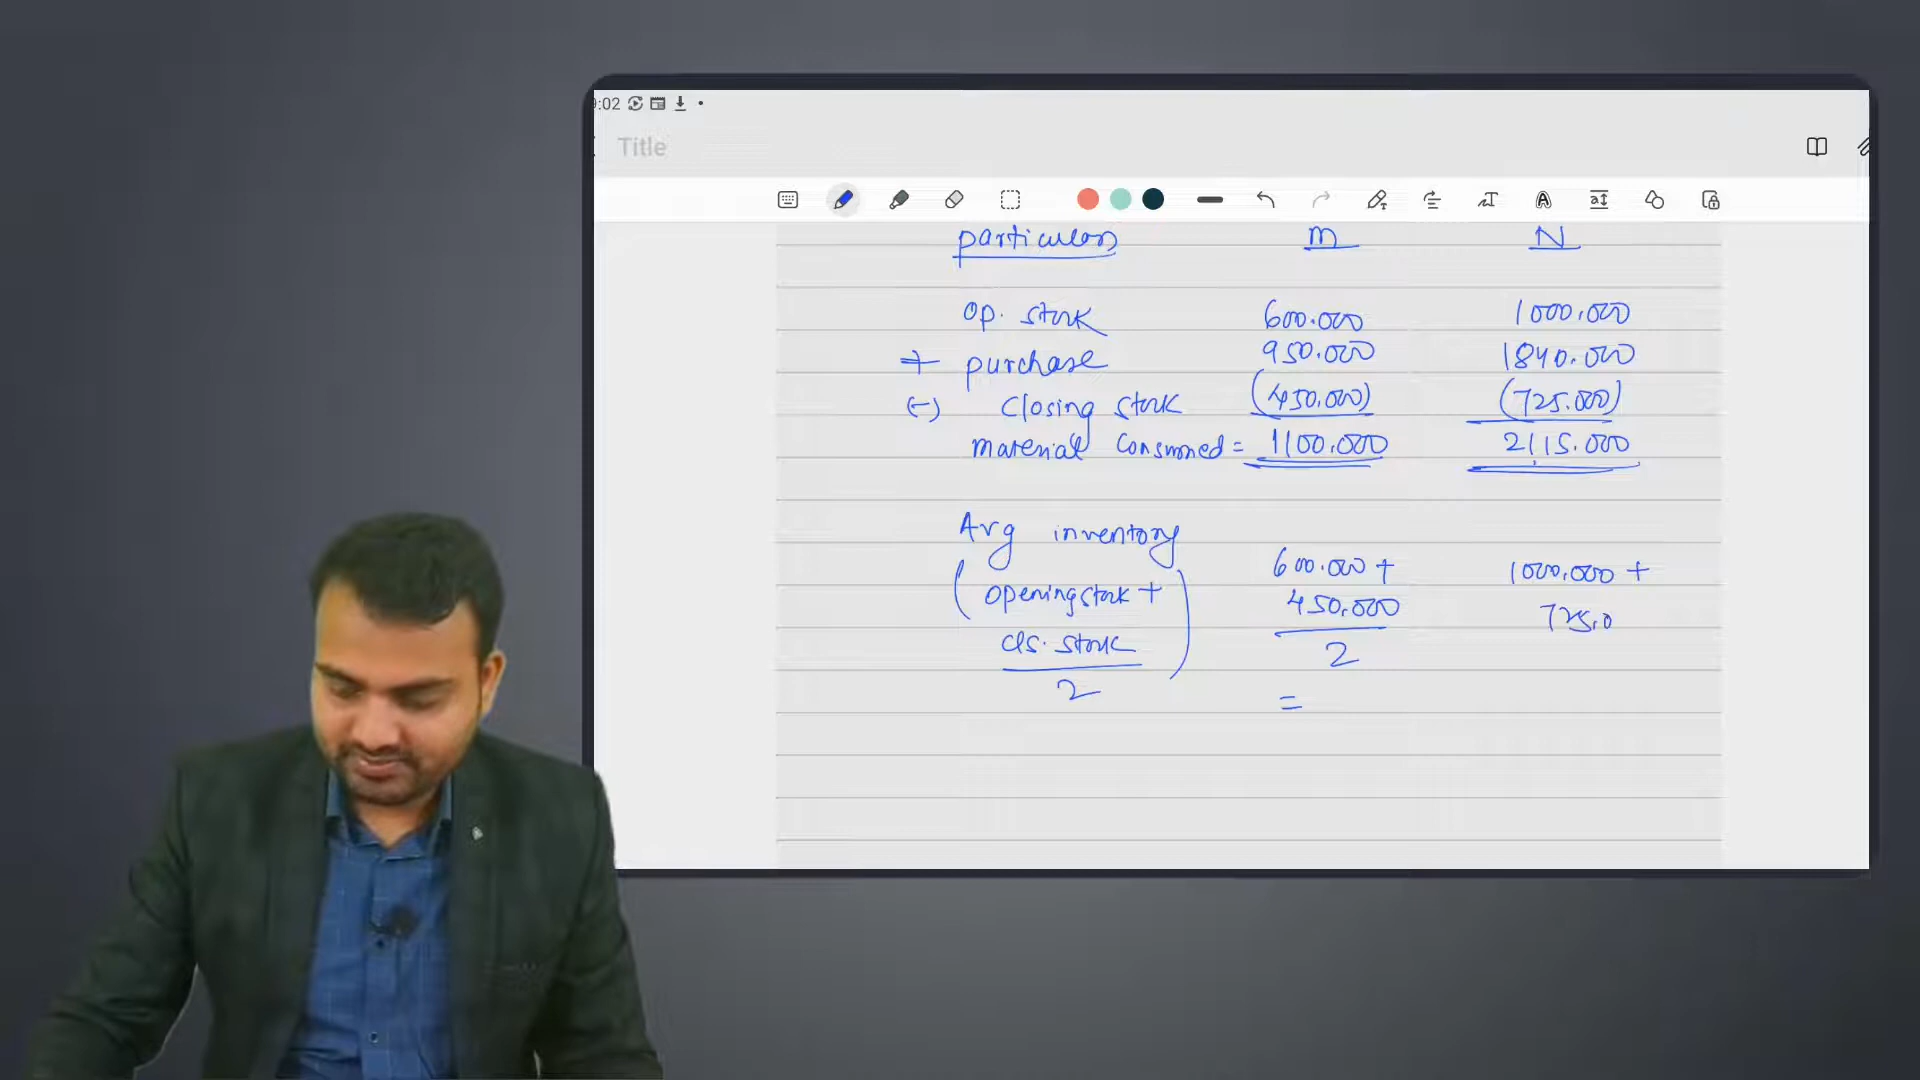 9:02
Title
particulars M N
Op. stock 600.000 1000.000
+ purchase 950.000 1840.000
(-) Closing stock (450.000) (725.000)
material Consumed = 1100.000 2115.000
Avg inventory
(Opening stock + 600.000 + 1000.000 +
cls. stock) 450.000 725.0
2 2
=